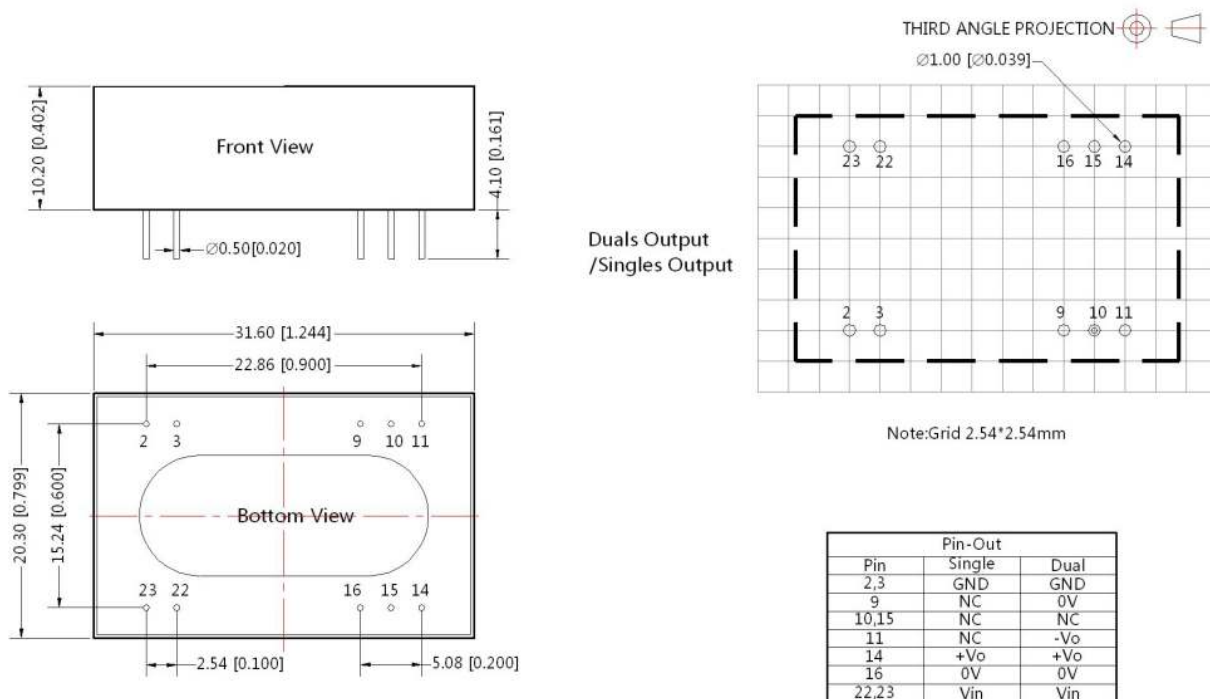 THIRD ANGLE PROJECTION
∅1.00 [∅0.039]
10.20 [0.402]
Front View
4.10 [0.161]
∅0.50[0.020]
23 22 16 15 14
Duals Output
/Singles Output
2 3 9 10 11
Note:Grid 2.54*2.54mm
31.60 [1.244]
22.86 [0.900]
2 3 9 10 11
20.30 [0.799]
15.24 [0.600]
Bottom View
23 22 16 15 14
2.54 [0.100]
5.08 [0.200]
Pin-Out
Pin Single Dual
2,3 GND GND
9 NC 0V
10,15 NC NC
11 NC -Vo
14 +Vo +Vo
16 0V 0V
22,23 Vin Vin